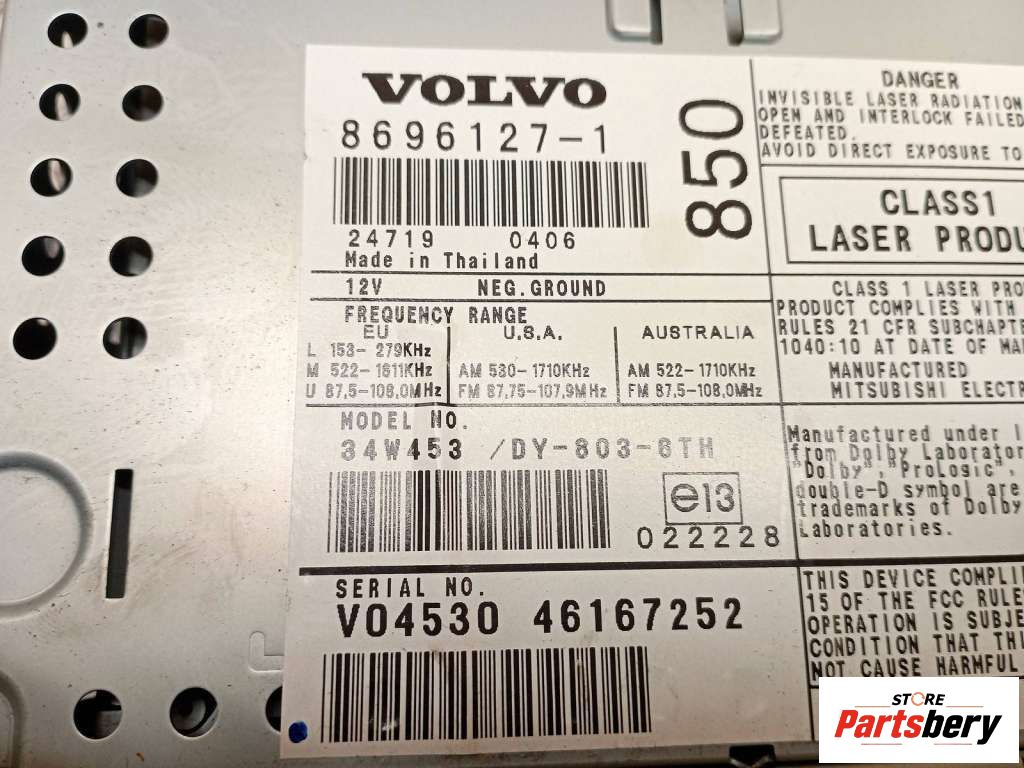 VOLVO
8696127-1
24719 0406
Made in Thailand
850
12V NEG.GROUND
FREQUENCY RANGE
EU
L 153-279KHz
M 522-1611KHz
U 87,5-108,0MHz
U.S.A.
AM 530-1710KHz
FM 87,75-107,9MHz
AUSTRALIA
AM 522-1710KHz
FM 87,5-108,0MHz
MODEL NO.
34W453 /DY-803-6TH
e13
022228
SERIAL NO.
V04530 46167252
DANGER
INVISIBLE LASER RADIATION
OPEN AND INTERLOCK FAILED
DEFEATED.
AVOID DIRECT EXPOSURE TO
CLASS1
LASER PRODU
CLASS 1 LASER PRO
PRODUCT COMPLIES WITH
RULES 21 CFR SUBCHAPTE
1040:10 AT DATE OF MA
MANUFACTURED
MITSUBISHI ELECTR
Manufactured under l
from Dolby Laborator
"Dolby","ProLogic",
double-D symbol are
trademarks of Dolby
Laboratories.
THIS DEVICE COMPLIE
15 OF THE FCC RULE
OPERATION IS SUBJE
CONDITION THAT THI
NOT CAUSE HARMFUL
STORE
Partsbery